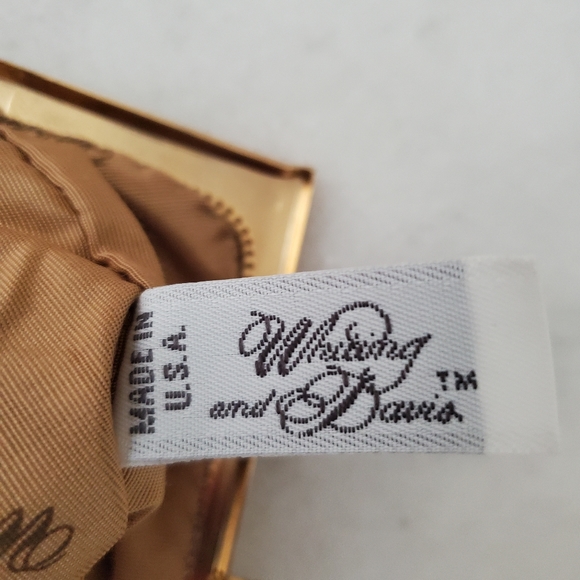 MADE IN
U.S.A.
Whiting
and Davis ™